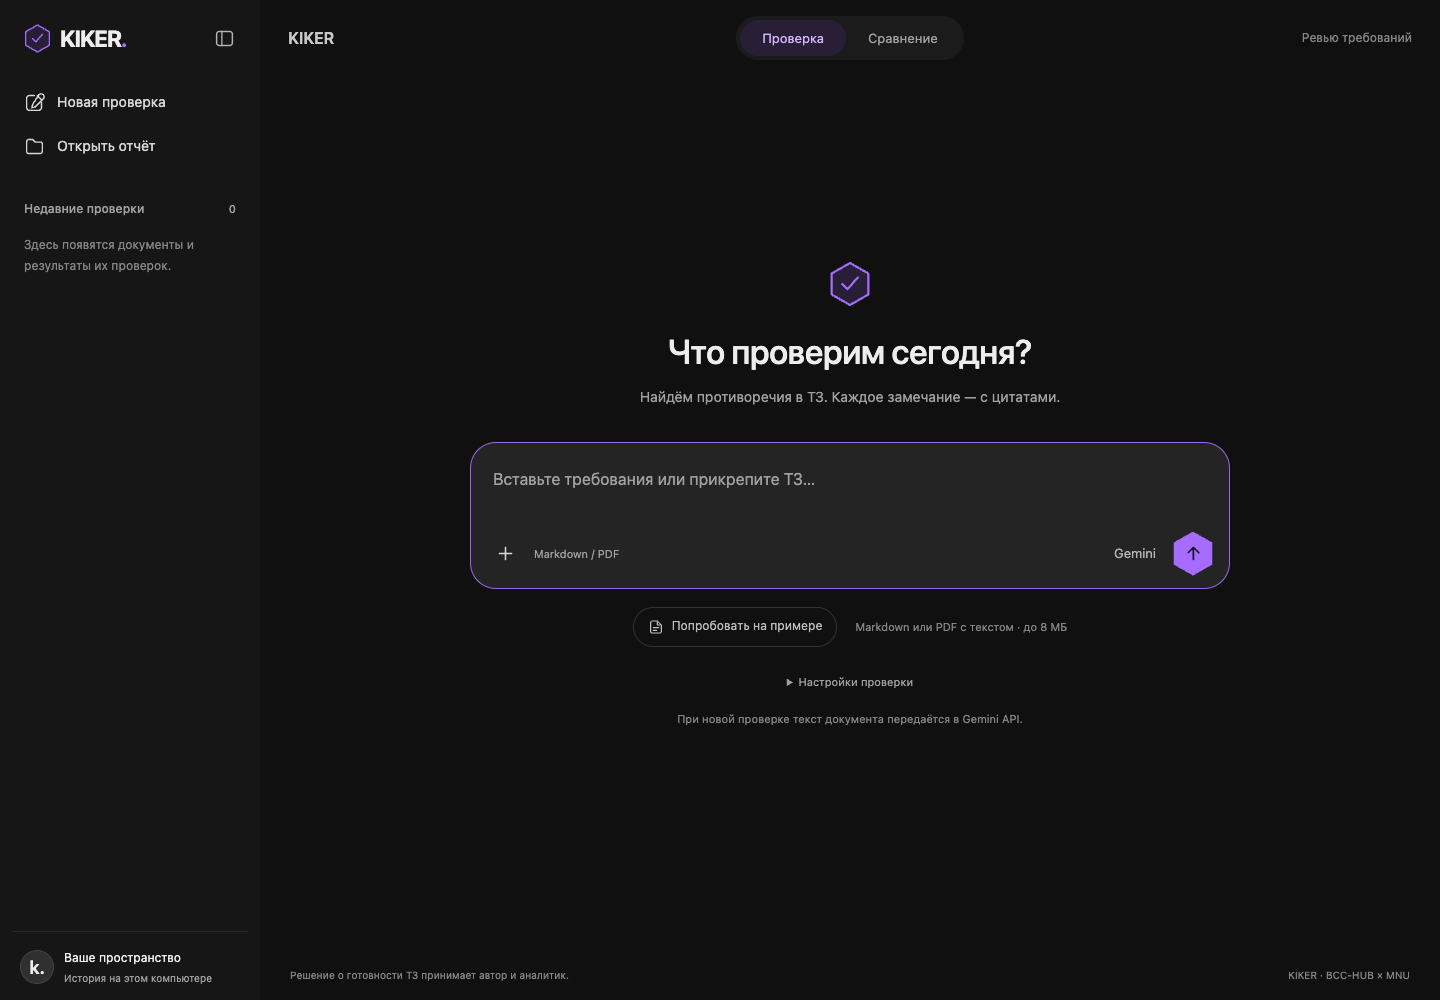 KIKER.
Новая проверка
Открыть отчёт
Недавние проверки 0
Здесь появятся документы и
результаты их проверок.
k.
Ваше пространство
История на этом компьютере
KIKER
Проверка
Сравнение
Ревью требований
Что проверим сегодня?
Найдём противоречия в ТЗ. Каждое замечание — с цитатами.
Вставьте требования или прикрепите ТЗ...
Markdown / PDF
Gemini
Попробовать на примере
Markdown или PDF с текстом · до 8 МБ
Настройки проверки
При новой проверке текст документа передаётся в Gemini API.
Решение о готовности ТЗ принимает автор и аналитик.
KIKER · BCC-HUB × MNU